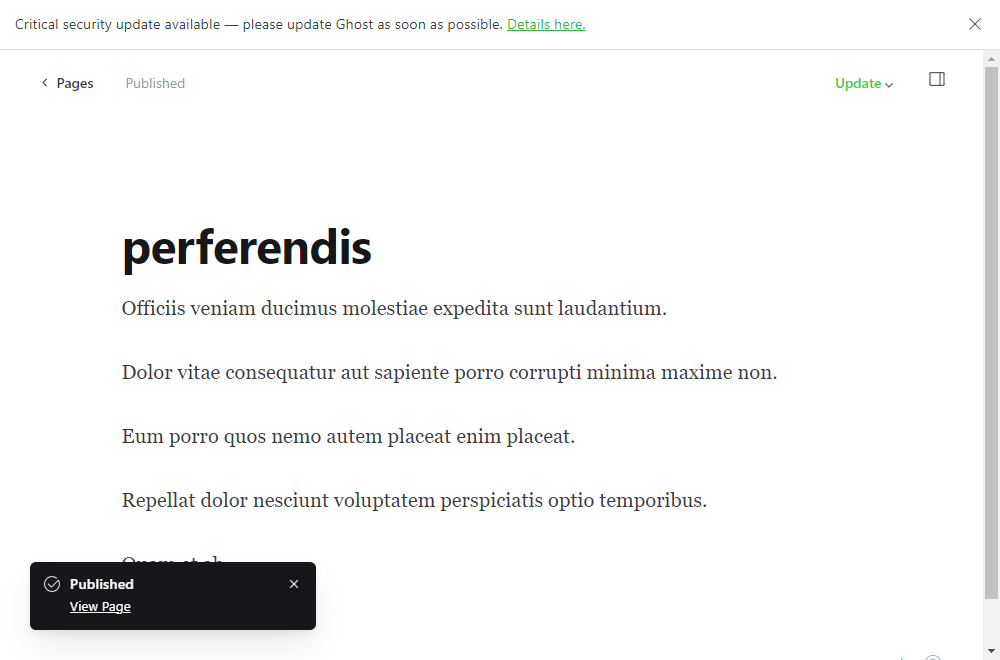 Critical security update available — please update Ghost as soon as possible. Details here.
Pages
Published
Update
perferendis
Officiis veniam ducimus molestiae expedita sunt laudantium.
Dolor vitae consequatur aut sapiente porro corrupti minima maxime non.
Eum porro quos nemo autem placeat enim placeat.
Repellat dolor nesciunt voluptatem perspiciatis optio temporibus.
Published
View Page